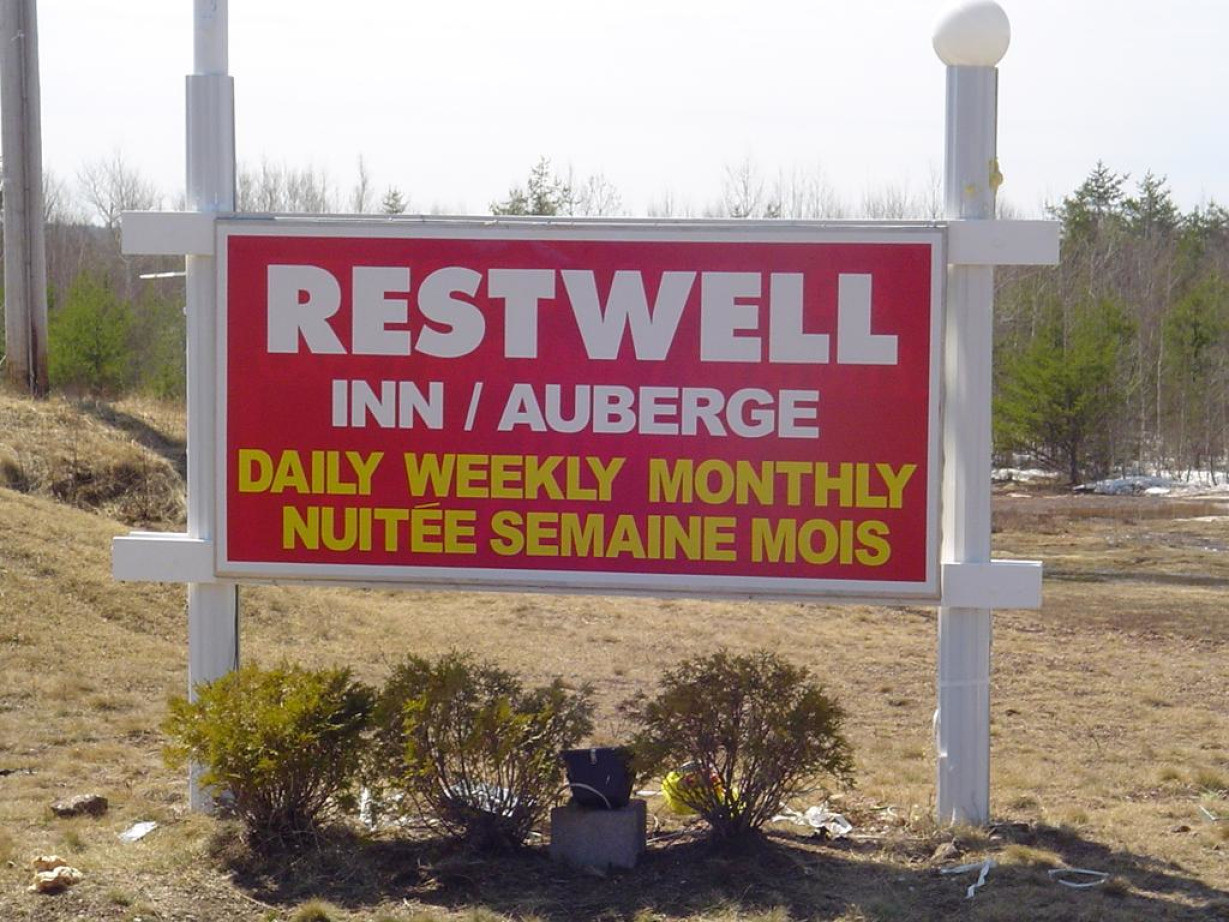 RESTWELL
INN / AUBERGE
DAILY WEEKLY MONTHLY
NUITÉE SEMAINE MOIS